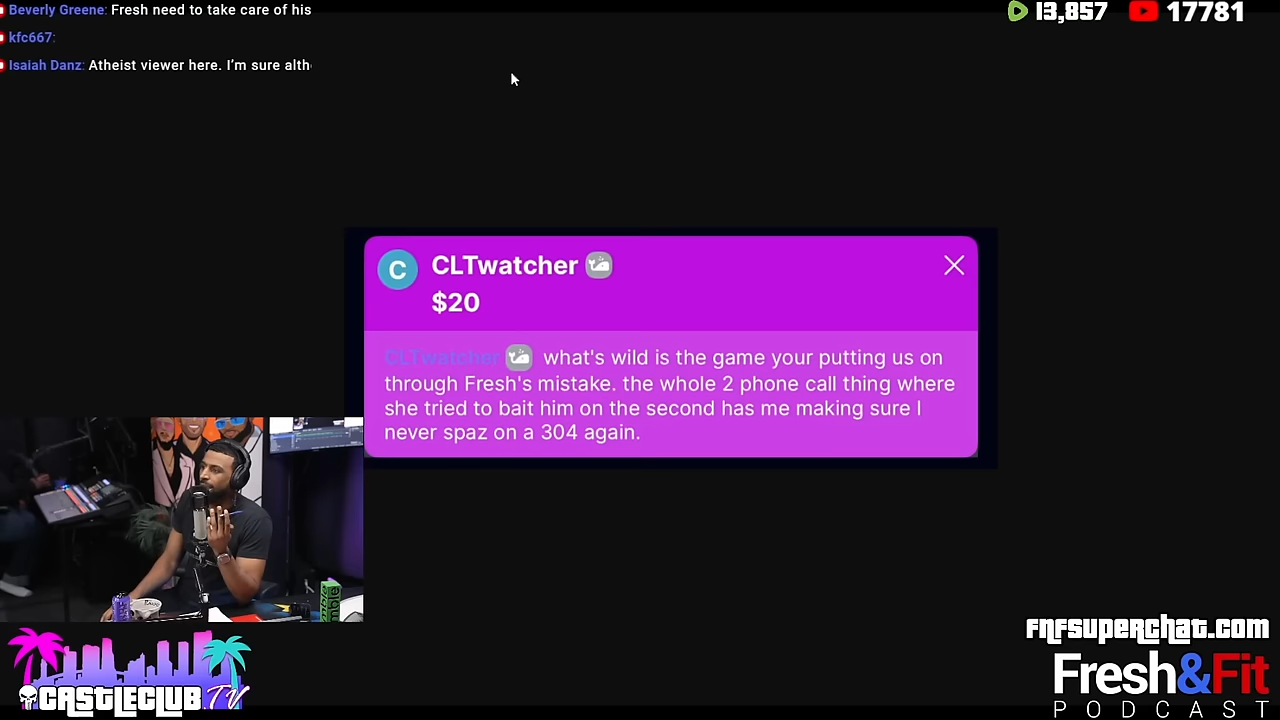 Beverly Greene: Fresh need to take care of his
kfc667:
Isaiah Danz: Atheist viewer here. I'm sure alth
13,857
17781
C
CLTwatcher
$20
CLTwatcher what's wild is the game your putting us on
through Fresh's mistake. the whole 2 phone call thing where
she tried to bait him on the second has me making sure I
never spaz on a 304 again.
CASTLECLUB TV
fnfsuperchat.com
Fresh&Fit
PODCAST